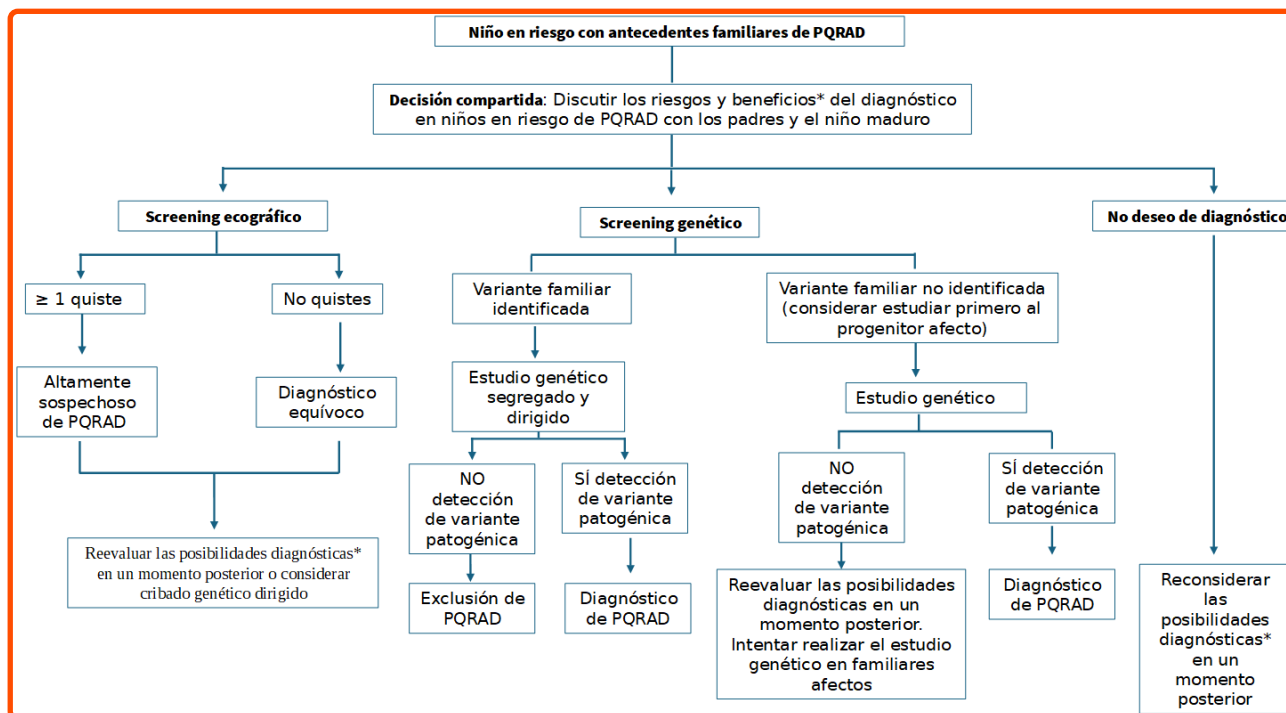 Niño en riesgo con antecedentes familiares de PQRAD
Decisión compartida: Discutir los riesgos y beneficios* del diagnóstico
en niños en riesgo de PQRAD con los padres y el niño maduro
Screening ecográfico
Screening genético
No deseo de diagnóstico
≥ 1 quiste
No quistes
Variante familiar
identificada
Variante familiar no identificada
(considerar estudiar primero al
progenitor afecto)
Altamente
sospechoso
de PQRAD
Diagnóstico
equívoco
Estudio genético
segregado y
dirigido
Estudio genético
NO
detección
de variante
patogénica
SÍ detección
de variante
patogénica
NO
detección
de variante
patogénica
SÍ detección
de variante
patogénica
Reevaluar las posibilidades diagnósticas*
en un momento posterior o considerar
cribado genético dirigido
Exclusión de
PQRAD
Diagnóstico
de PQRAD
Reevaluar las posibilidades
diagnósticas en un
momento posterior.
Intentar realizar el estudio
genético en familiares
afectos
Diagnóstico
de PQRAD
Reconsiderar
las
posibilidades
diagnósticas*
en un
momento
posterior